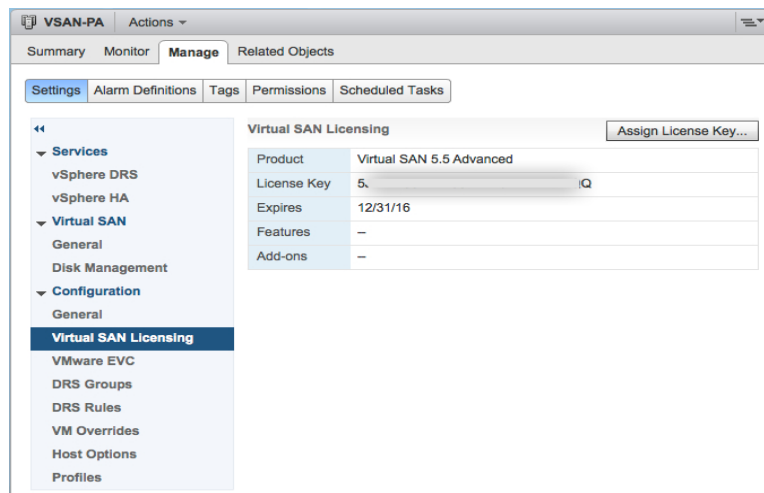 VSAN-PA Actions
Summary Monitor Manage Related Objects
Settings Alarm Definitions Tags Permissions Scheduled Tasks
Services
vSphere DRS
vSphere HA
Virtual SAN
General
Disk Management
Configuration
General
Virtual SAN Licensing
VMware EVC
DRS Groups
DRS Rules
VM Overrides
Host Options
Profiles
Virtual SAN Licensing Assign License Key...
Product Virtual SAN 5.5 Advanced
License Key
Expires 12/31/16
Features --
Add-ons --